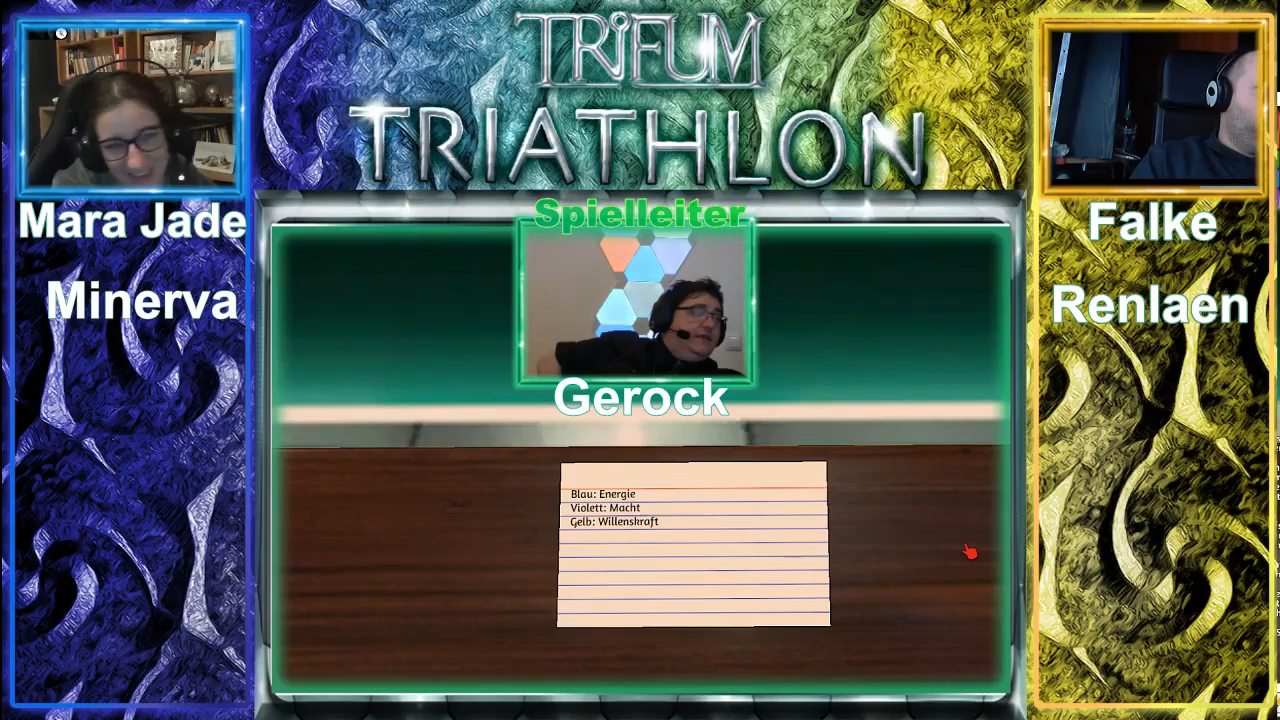 TRiFUM
TRIATHLON
Mara Jade
Minerva
Spielleiter
Gerock
Falke
Renlaen
Blau: Energie
Violett: Macht
Gelb: Willenskraft